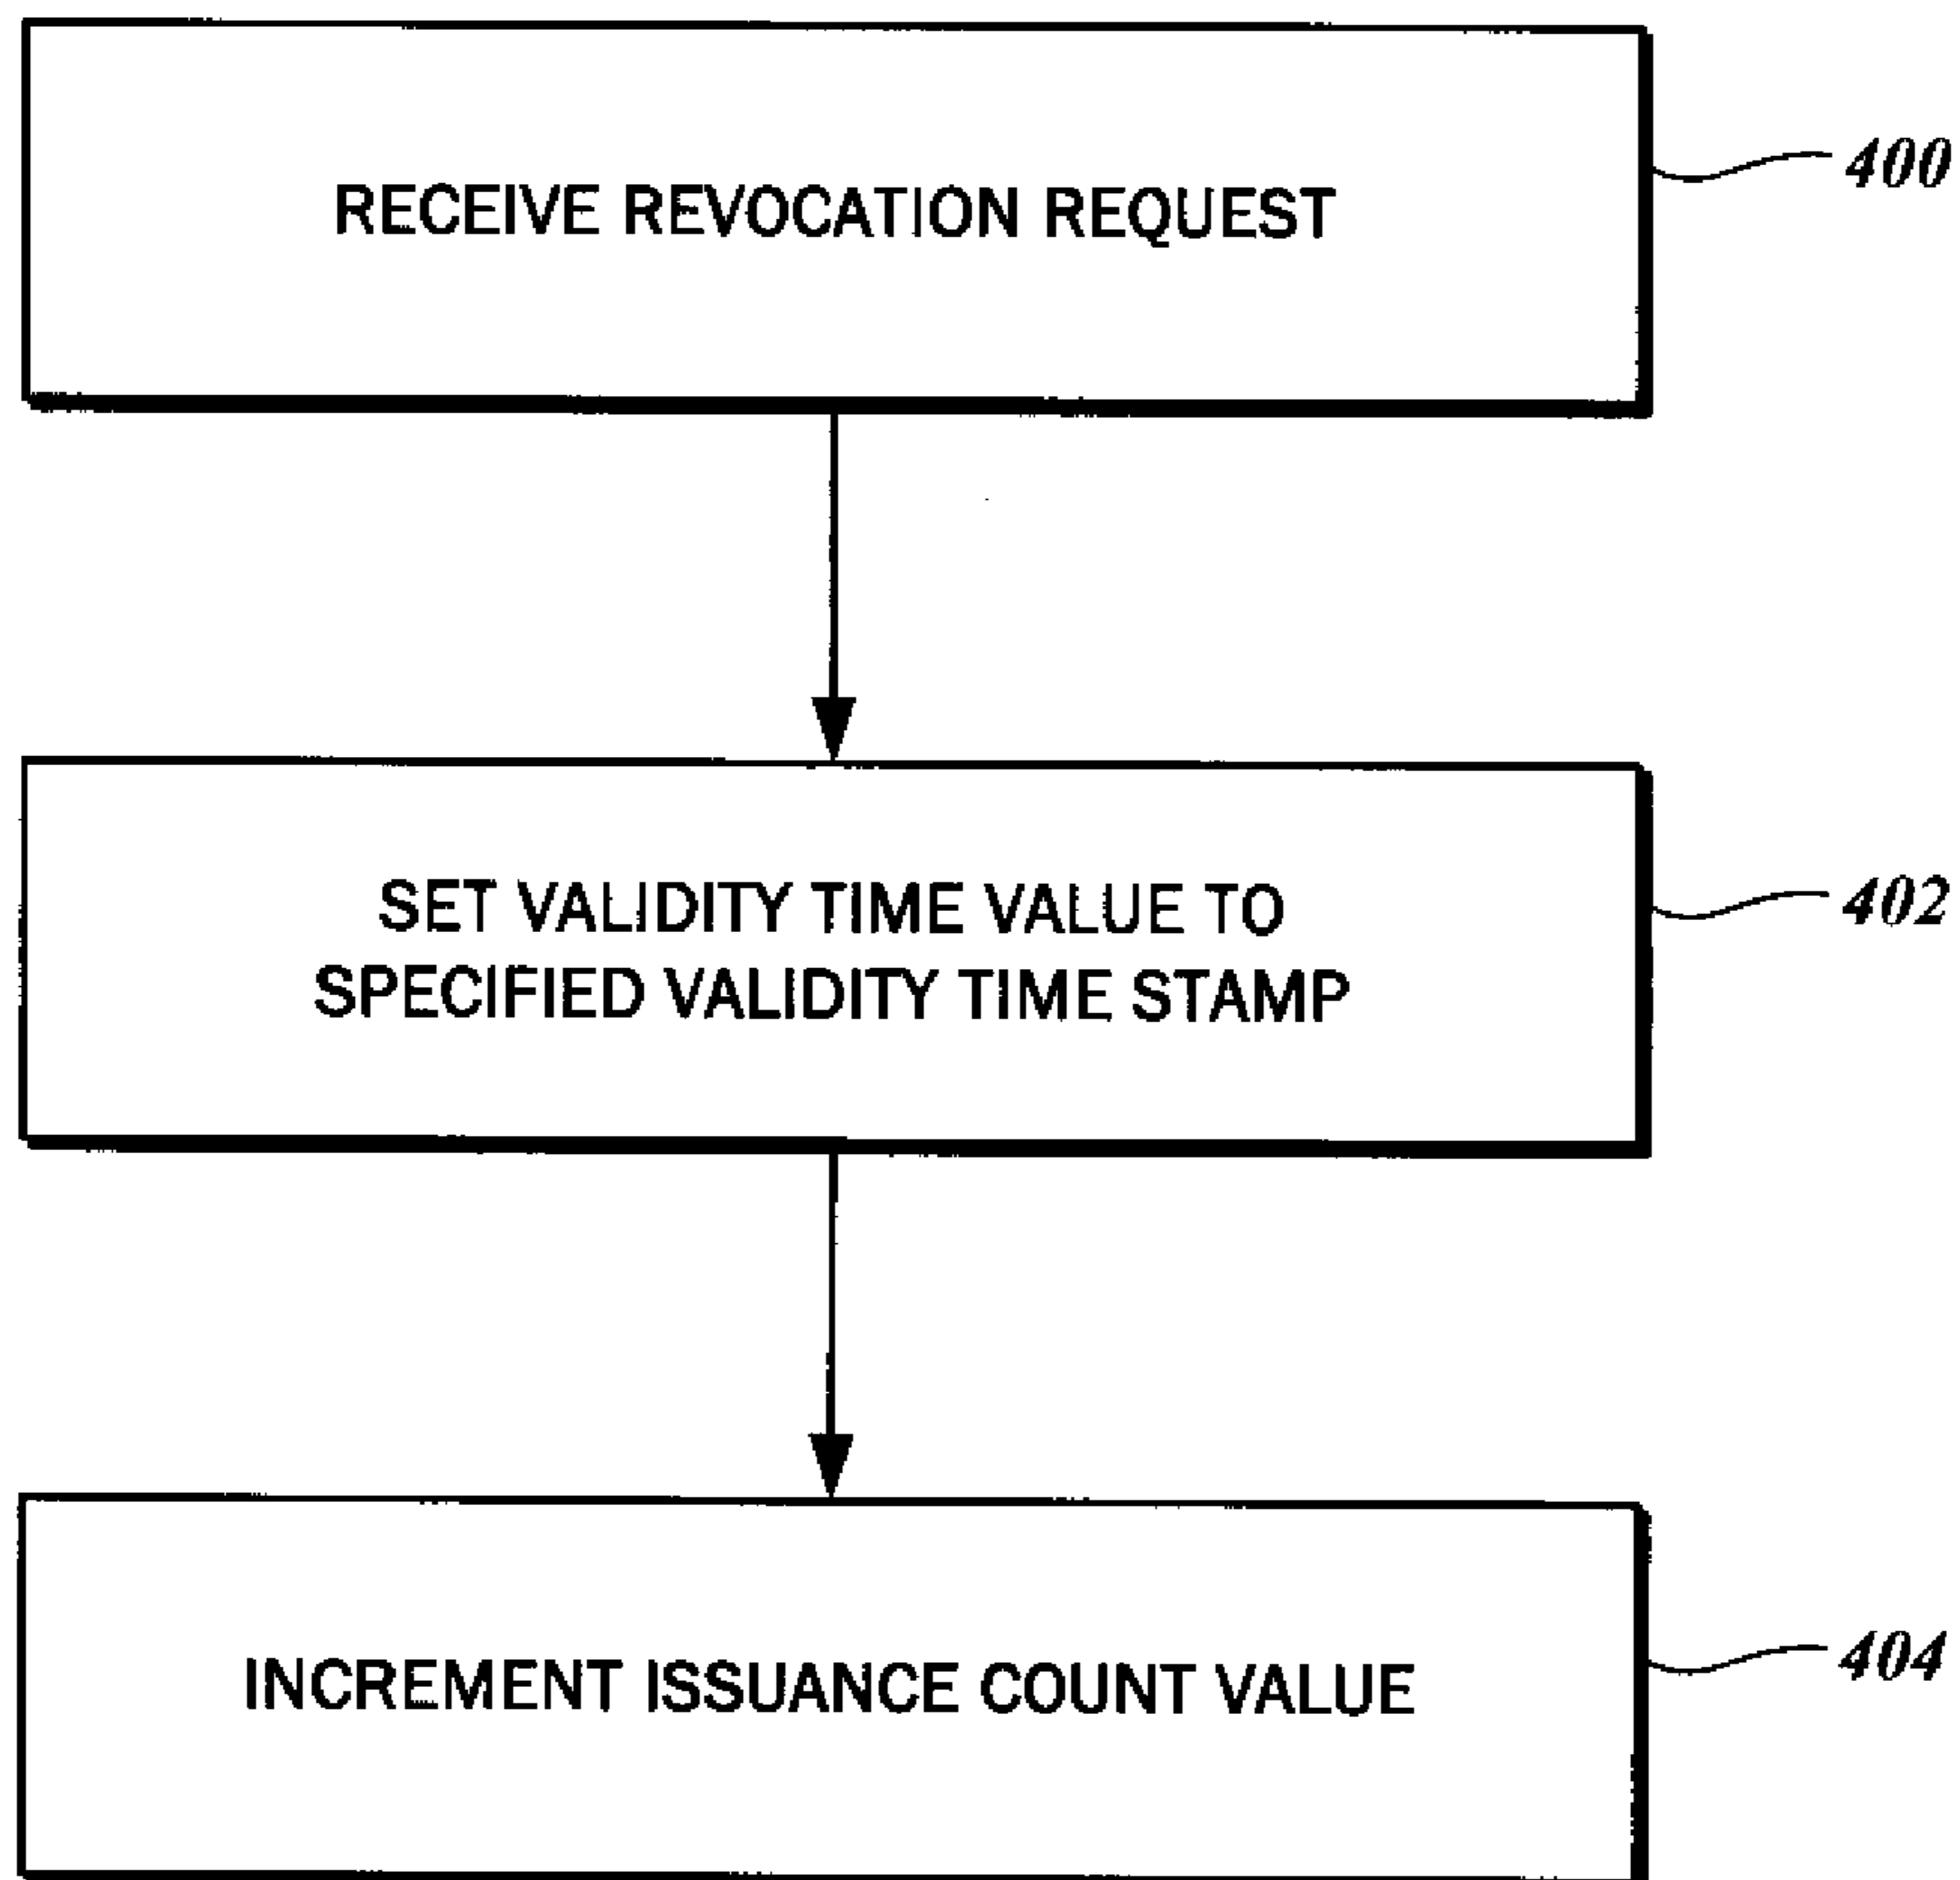 RECEIVE REVOCATION REQUEST
400
SET VALIDITY TIME VALUE TO
SPECIFIED VALIDITY TIME STAMP
402
INCREMENT ISSUANCE COUNT VALUE
404